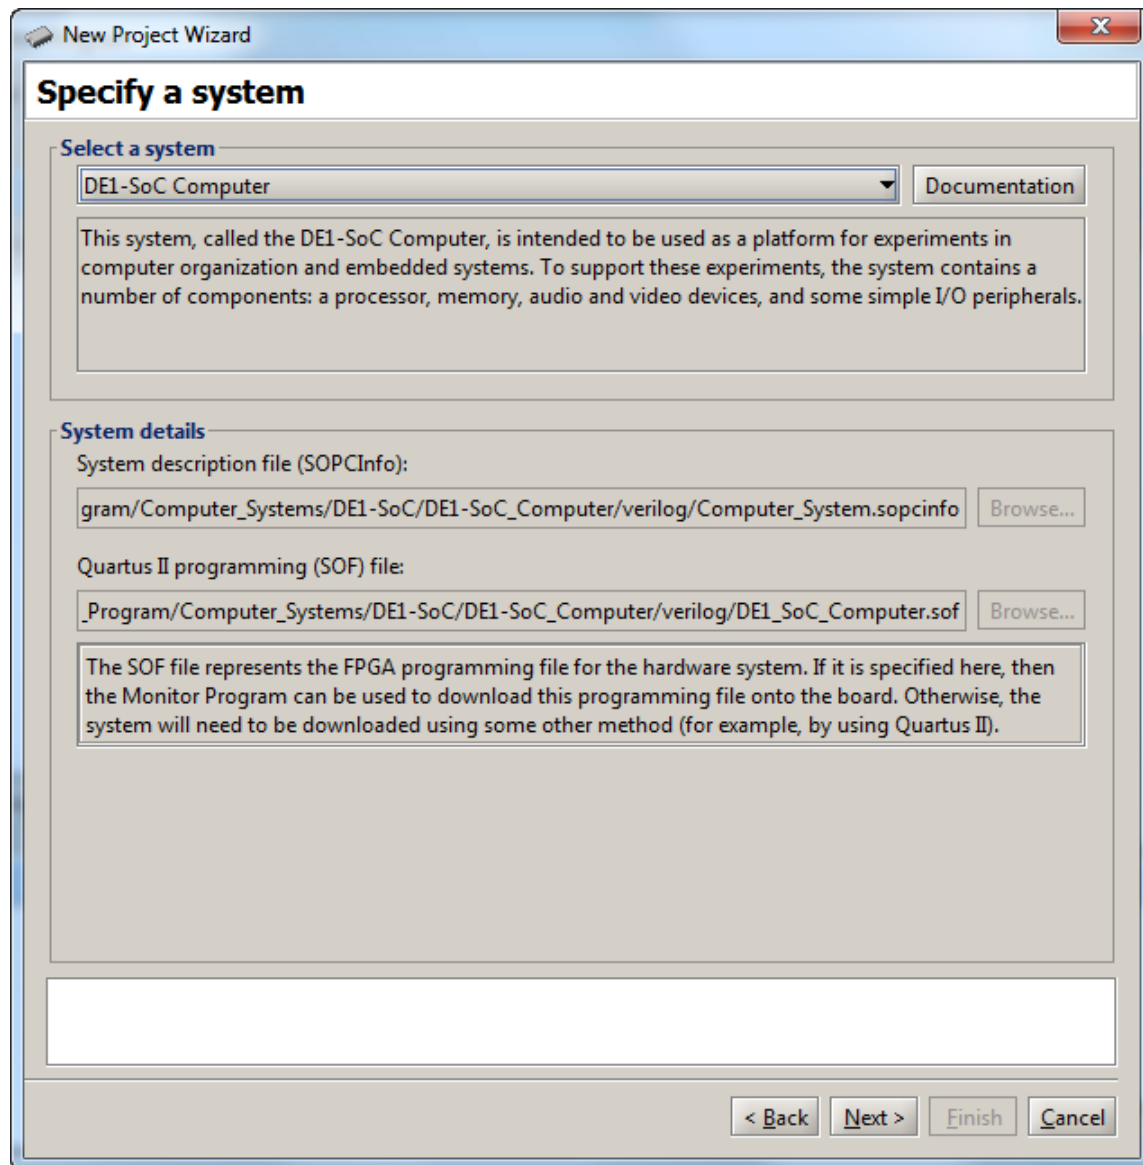 New Project Wizard
Specify a system
Select a system
DE1-SoC Computer
Documentation
This system, called the DE1-SoC Computer, is intended to be used as a platform for experiments in
computer organization and embedded systems. To support these experiments, the system contains a
number of components: a processor, memory, audio and video devices, and some simple I/O peripherals.
System details
System description file (SOPCInfo):
gram/Computer_Systems/DE1-SoC/DE1-SoC_Computer/verilog/Computer_System.sopcinfo
Browse...
Quartus II programming (SOF) file:
_Program/Computer_Systems/DE1-SoC/DE1-SoC_Computer/verilog/DE1_SoC_Computer.sof
Browse...
The SOF file represents the FPGA programming file for the hardware system. If it is specified here, then
the Monitor Program can be used to download this programming file onto the board. Otherwise, the
system will need to be downloaded using some other method (for example, by using Quartus II).
< Back
Next >
Finish
Cancel